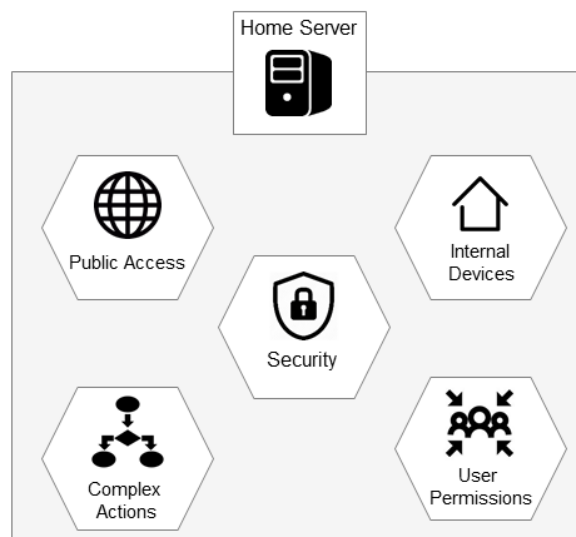 Home Server
Public Access
Internal
Devices
Security
Complex
Actions
User
Permissions